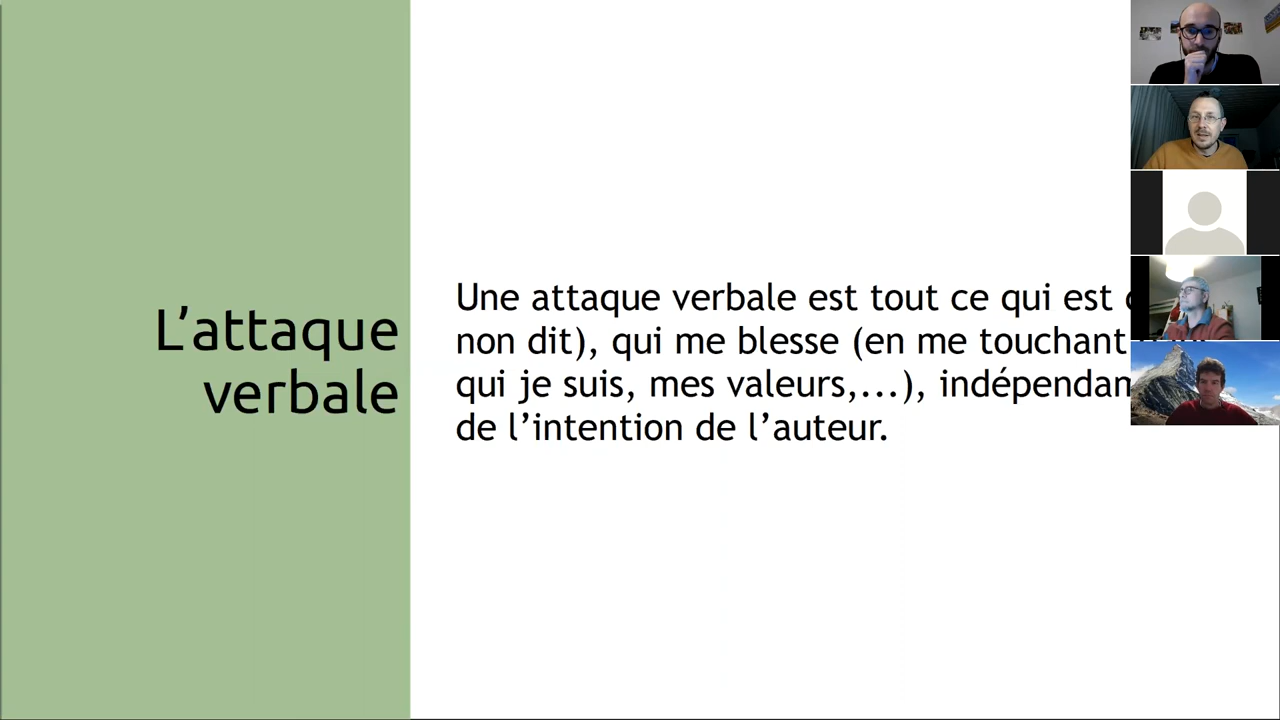 L’attaque
verbale
Une attaque verbale est tout ce qui est
non dit), qui me blesse (en me touchant
qui je suis, mes valeurs,...), 
de l’intention de l’auteur.